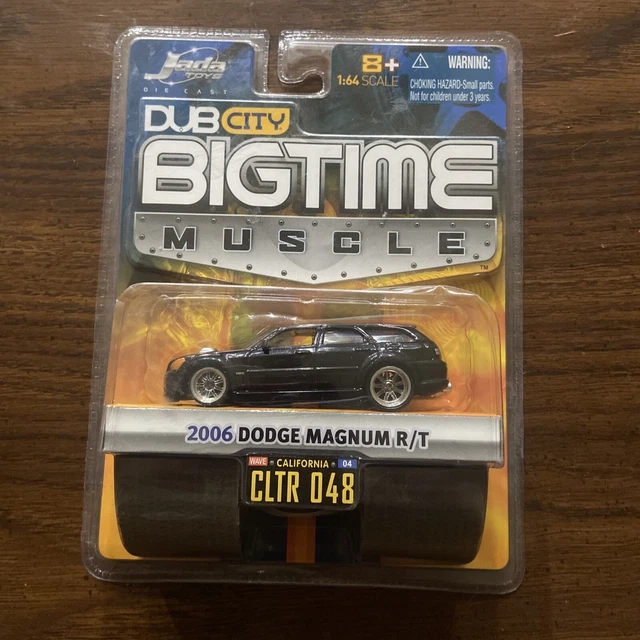 Jada
TOYS
DIE CAST
8+
1:64 SCALE
⚠ WARNING:
CHOKING HAZARD-Small parts.
Not for children under 3 years.
DUB CITY
BIGTIME
MUSCLE
TM
2006 DODGE MAGNUM R/T
WAVE CALIFORNIA 04
CLTR 048